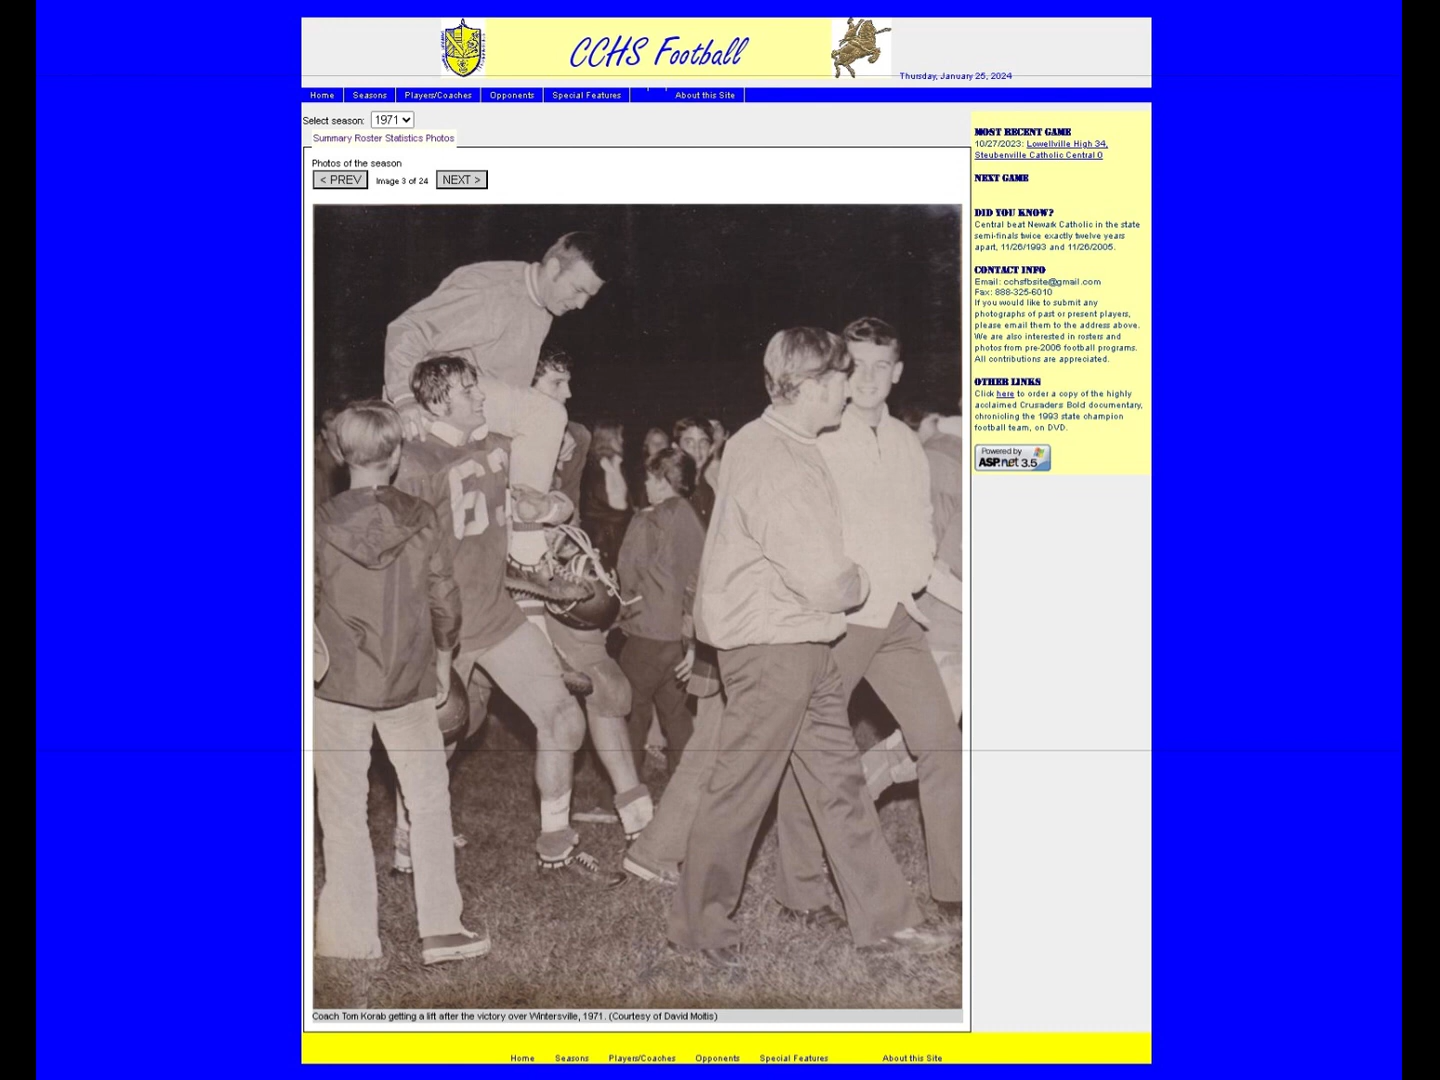 CCHS Football
Thursday, January 25, 2024
Home Seasons Players/Coaches Opponents Special Features About this Site
Select season: 1971
Summary Roster Statistics Photos
Photos of the season
< PREV Image 3 of 24 NEXT >
63
Coach Tom Korab getting a lift after the victory over Wintersville, 1971. (Courtesy of David Moitis)
MOST RECENT GAME
10/27/2023: Lowellville High 34,
Steubenville Catholic Central 0
NEXT GAME
DID YOU KNOW?
Central beat Newark Catholic in the state
semi-finals twice exactly twelve years
apart, 11/26/1993 and 11/26/2005.
CONTACT INFO
Email: cchsfbsite@gmail.com
Fax: 888-325-6010
If you would like to submit any
photographs of past or present players,
please email them to the address above.
We are also interested in rosters and
photos from pre-2006 football programs.
All contributions are appreciated.
OTHER LINKS
Click here to order a copy of the highly
acclaimed Crusaders Bold documentary,
chronicling the 1993 state champion
football team, on DVD.
Powered by
ASP.net 3.5
Home Seasons Players/Coaches Opponents Special Features About this Site